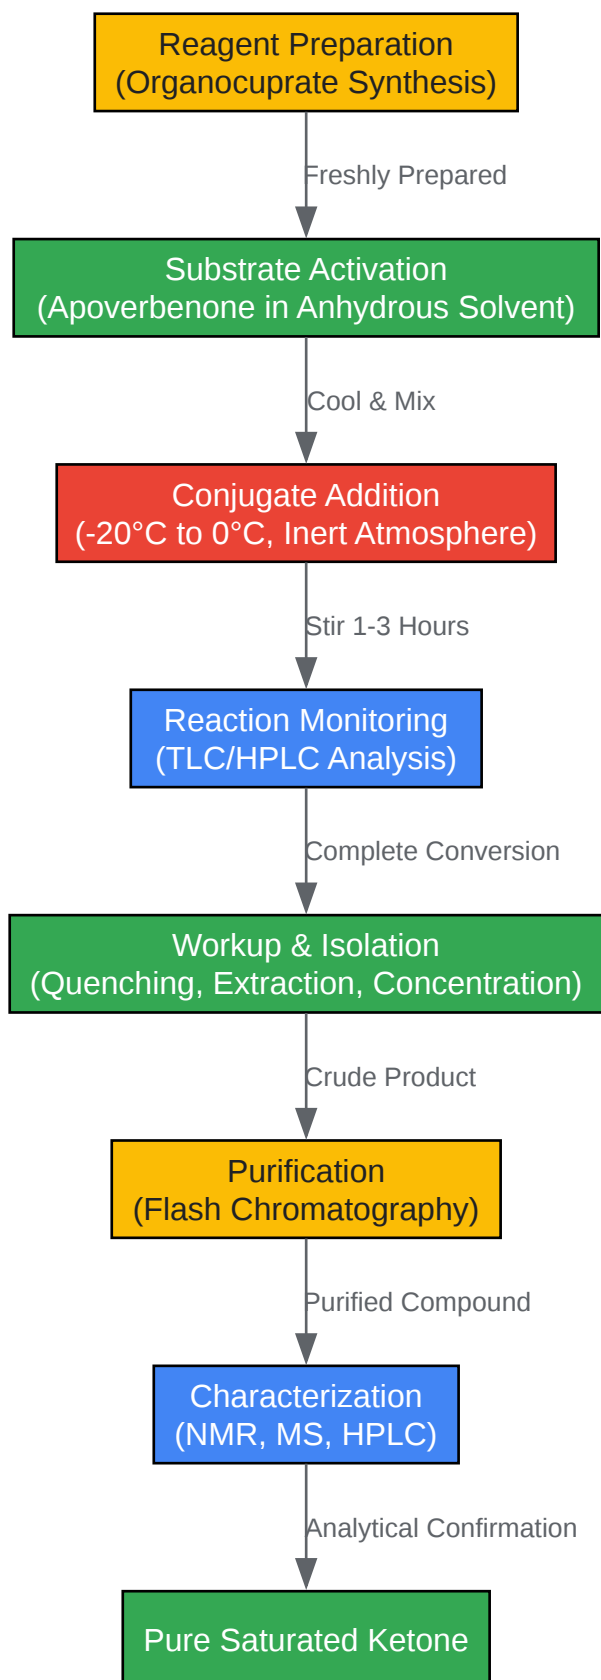 Reagent Preparation
(Organocuprate Synthesis)
Freshly Prepared
Substrate Activation
(Apoverbenone in Anhydrous Solvent)
Cool & Mix
Conjugate Addition
(-20°C to 0°C, Inert Atmosphere)
Stir 1-3 Hours
Reaction Monitoring
(TLC/HPLC Analysis)
Complete Conversion
Workup & Isolation
(Quenching, Extraction, Concentration)
Crude Product
Purification
(Flash Chromatography)
Purified Compound
Characterization
(NMR, MS, HPLC)
Analytical Confirmation
Pure Saturated Ketone